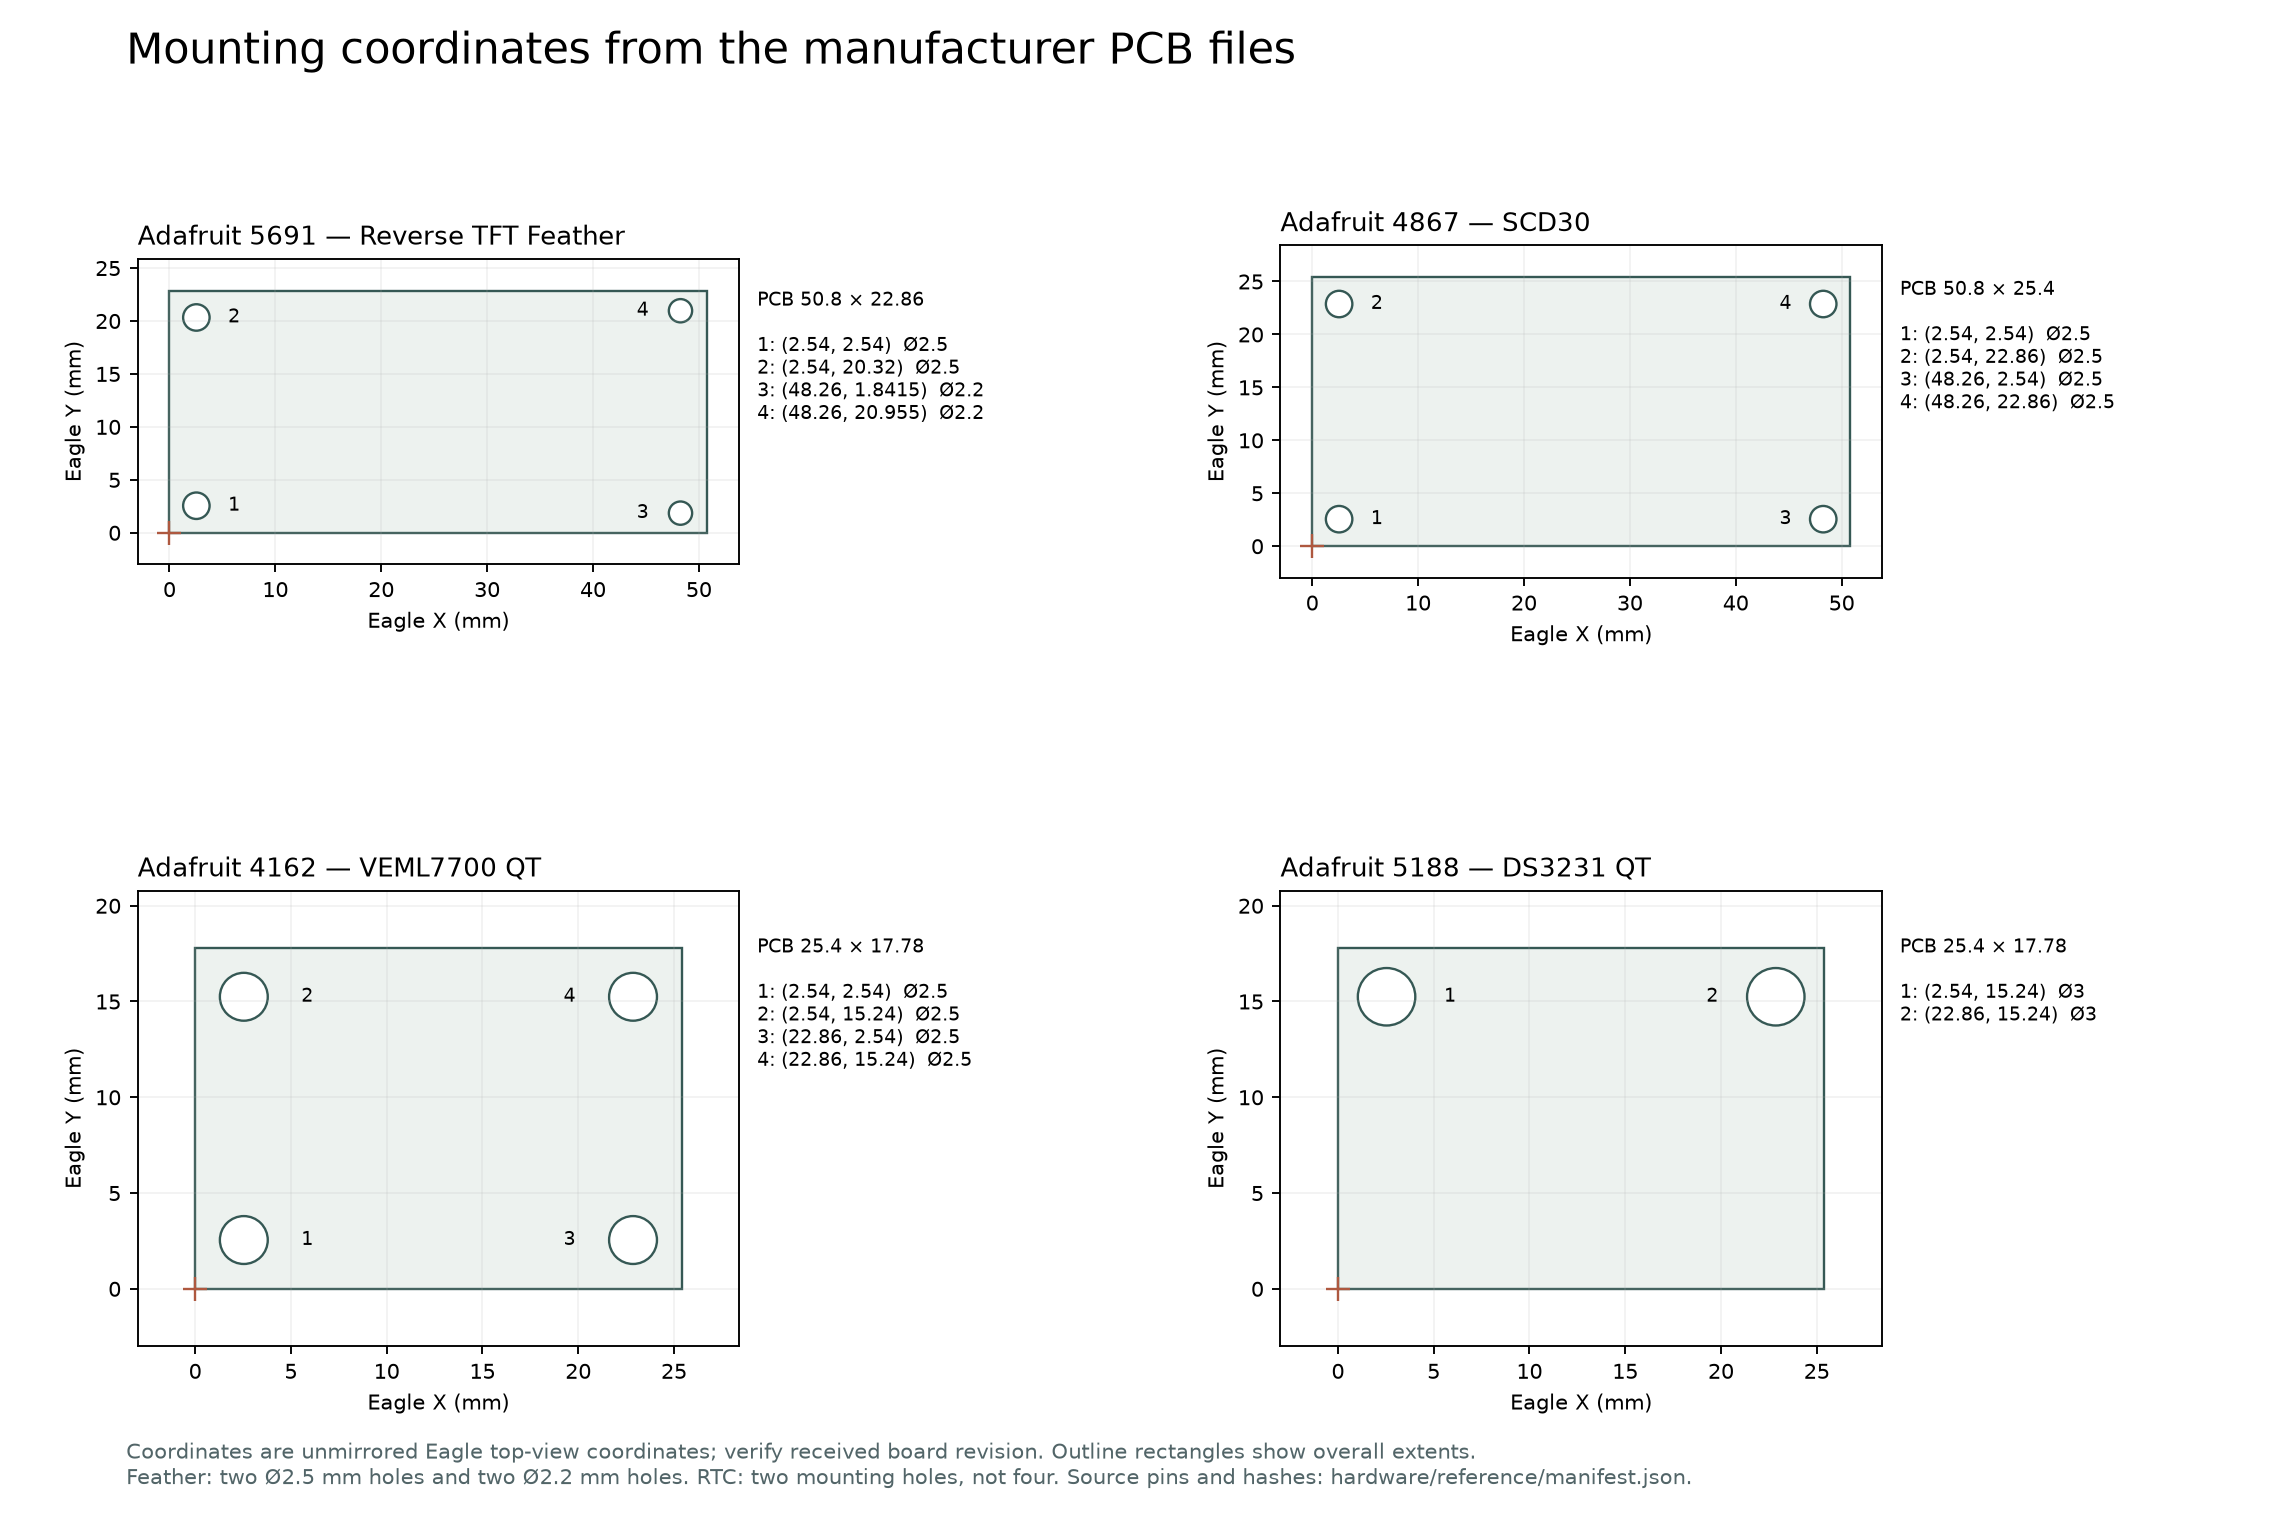 Mounting coordinates from the manufacturer PCB files
Adafruit 5691 — Reverse TFT Feather
25
20
15
10
5
0
Eagle Y (mm)
2
4
1
3
0 10 20 30 40 50
Eagle X (mm)
PCB 50.8 × 22.86
1: (2.54, 2.54) Ø2.5
2: (2.54, 20.32) Ø2.5
3: (48.26, 1.8415) Ø2.2
4: (48.26, 20.955) Ø2.2
Adafruit 4867 — SCD30
25
20
15
10
5
0
Eagle Y (mm)
2
4
1
3
0 10 20 30 40 50
Eagle X (mm)
PCB 50.8 × 25.4
1: (2.54, 2.54) Ø2.5
2: (2.54, 22.86) Ø2.5
3: (48.26, 2.54) Ø2.5
4: (48.26, 22.86) Ø2.5
Adafruit 4162 — VEML7700 QT
20
15
10
5
0
Eagle Y (mm)
2
4
1
3
0 5 10 15 20 25
Eagle X (mm)
PCB 25.4 × 17.78
1: (2.54, 2.54) Ø2.5
2: (2.54, 15.24) Ø2.5
3: (22.86, 2.54) Ø2.5
4: (22.86, 15.24) Ø2.5
Adafruit 5188 — DS3231 QT
20
15
10
5
0
Eagle Y (mm)
1
2
0 5 10 15 20 25
Eagle X (mm)
PCB 25.4 × 17.78
1: (2.54, 15.24) Ø3
2: (22.86, 15.24) Ø3
Coordinates are unmirrored Eagle top-view coordinates; verify received board revision. Outline rectangles show overall extents.
Feather: two Ø2.5 mm holes and two Ø2.2 mm holes. RTC: two mounting holes, not four. Source pins and hashes: hardware/reference/manifest.json.